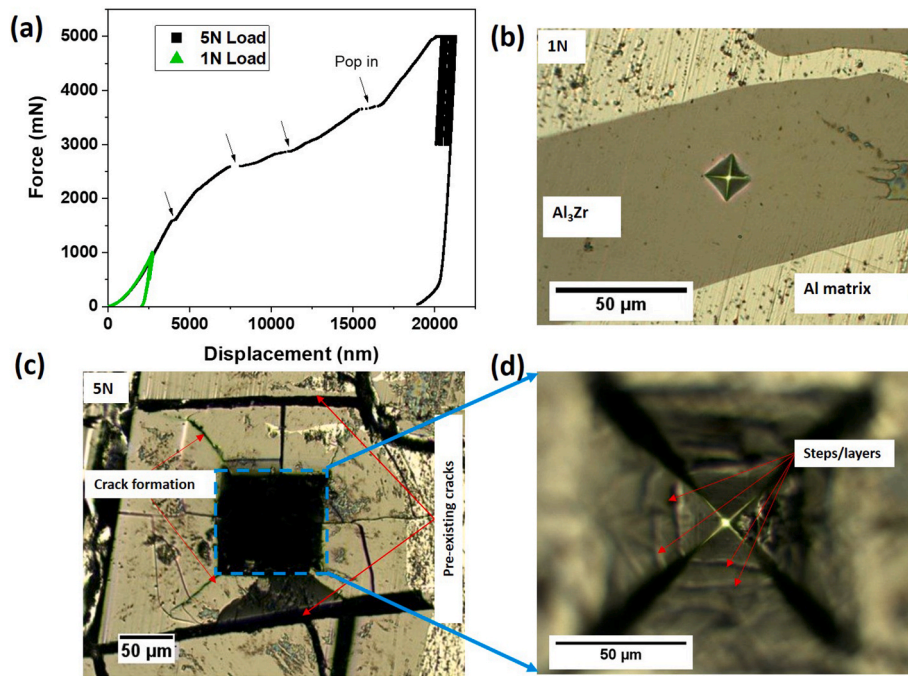 (a)
5N Load
1N Load
Pop in
5000
4000
3000
2000
1000
0
Force (mN)
0 5000 10000 15000 20000
Displacement (nm)
(b)
1N
Al₃Zr
Al matrix
50 µm
(c)
5N
Crack formation
Pre-existing cracks
50 µm
(d)
Steps/layers
50 µm